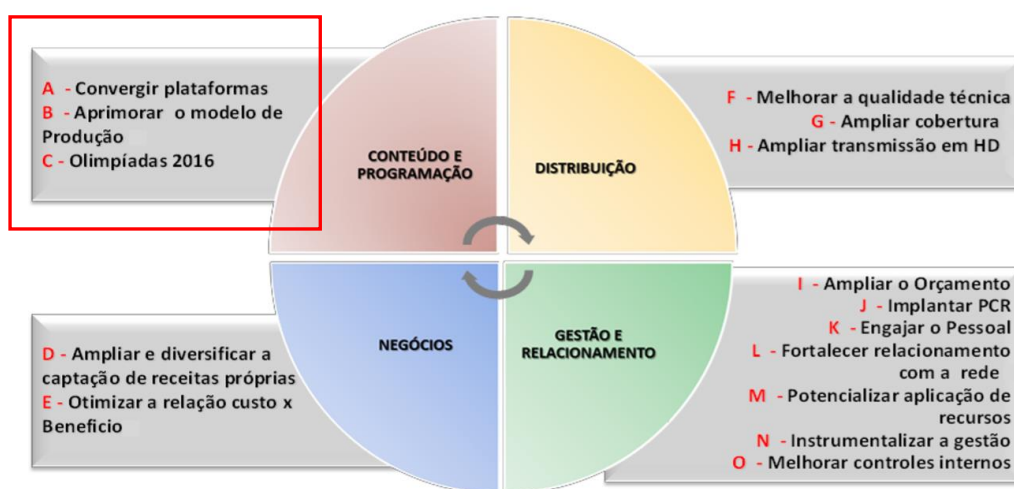 A - Convergir plataformas
B - Aprimorar o modelo de
Produção
C - Olimpíadas 2016
CONTEÚDO E
PROGRAMAÇÃO
DISTRIBUIÇÃO
F - Melhorar a qualidade técnica
G - Ampliar cobertura
H - Ampliar transmissão em HD
D - Ampliar e diversificar a
captação de receitas próprias
E - Otimizar a relação custo x
Beneficio
NEGÓCIOS
GESTÃO E
RELACIONAMENTO
I - Ampliar o Orçamento
J - Implantar PCR
K - Engajar o Pessoal
L - Fortalecer relacionamento
com a rede
M - Potencializar aplicação de
recursos
N - Instrumentalizar a gestão
O - Melhorar controles internos